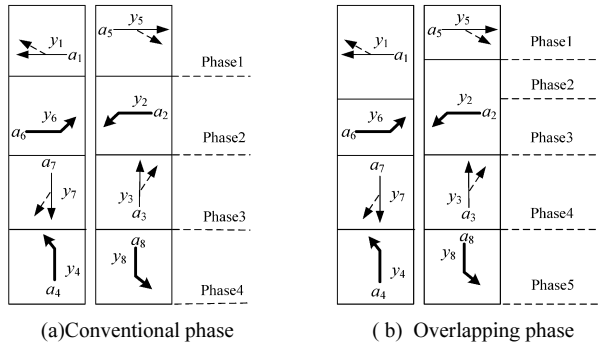 y1
a1
a5
y5
Phase1
y6
a6
y2
a2
Phase2
a7
y7
y3
a3
Phase3
y4
a4
a8
y8
Phase4
(a)Conventional phase
y1
a1
a5
y5
Phase1
Phase2
y6
a6
y2
a2
Phase3
a7
y7
y3
a3
Phase4
y4
a4
a8
y8
Phase5
( b) Overlapping phase